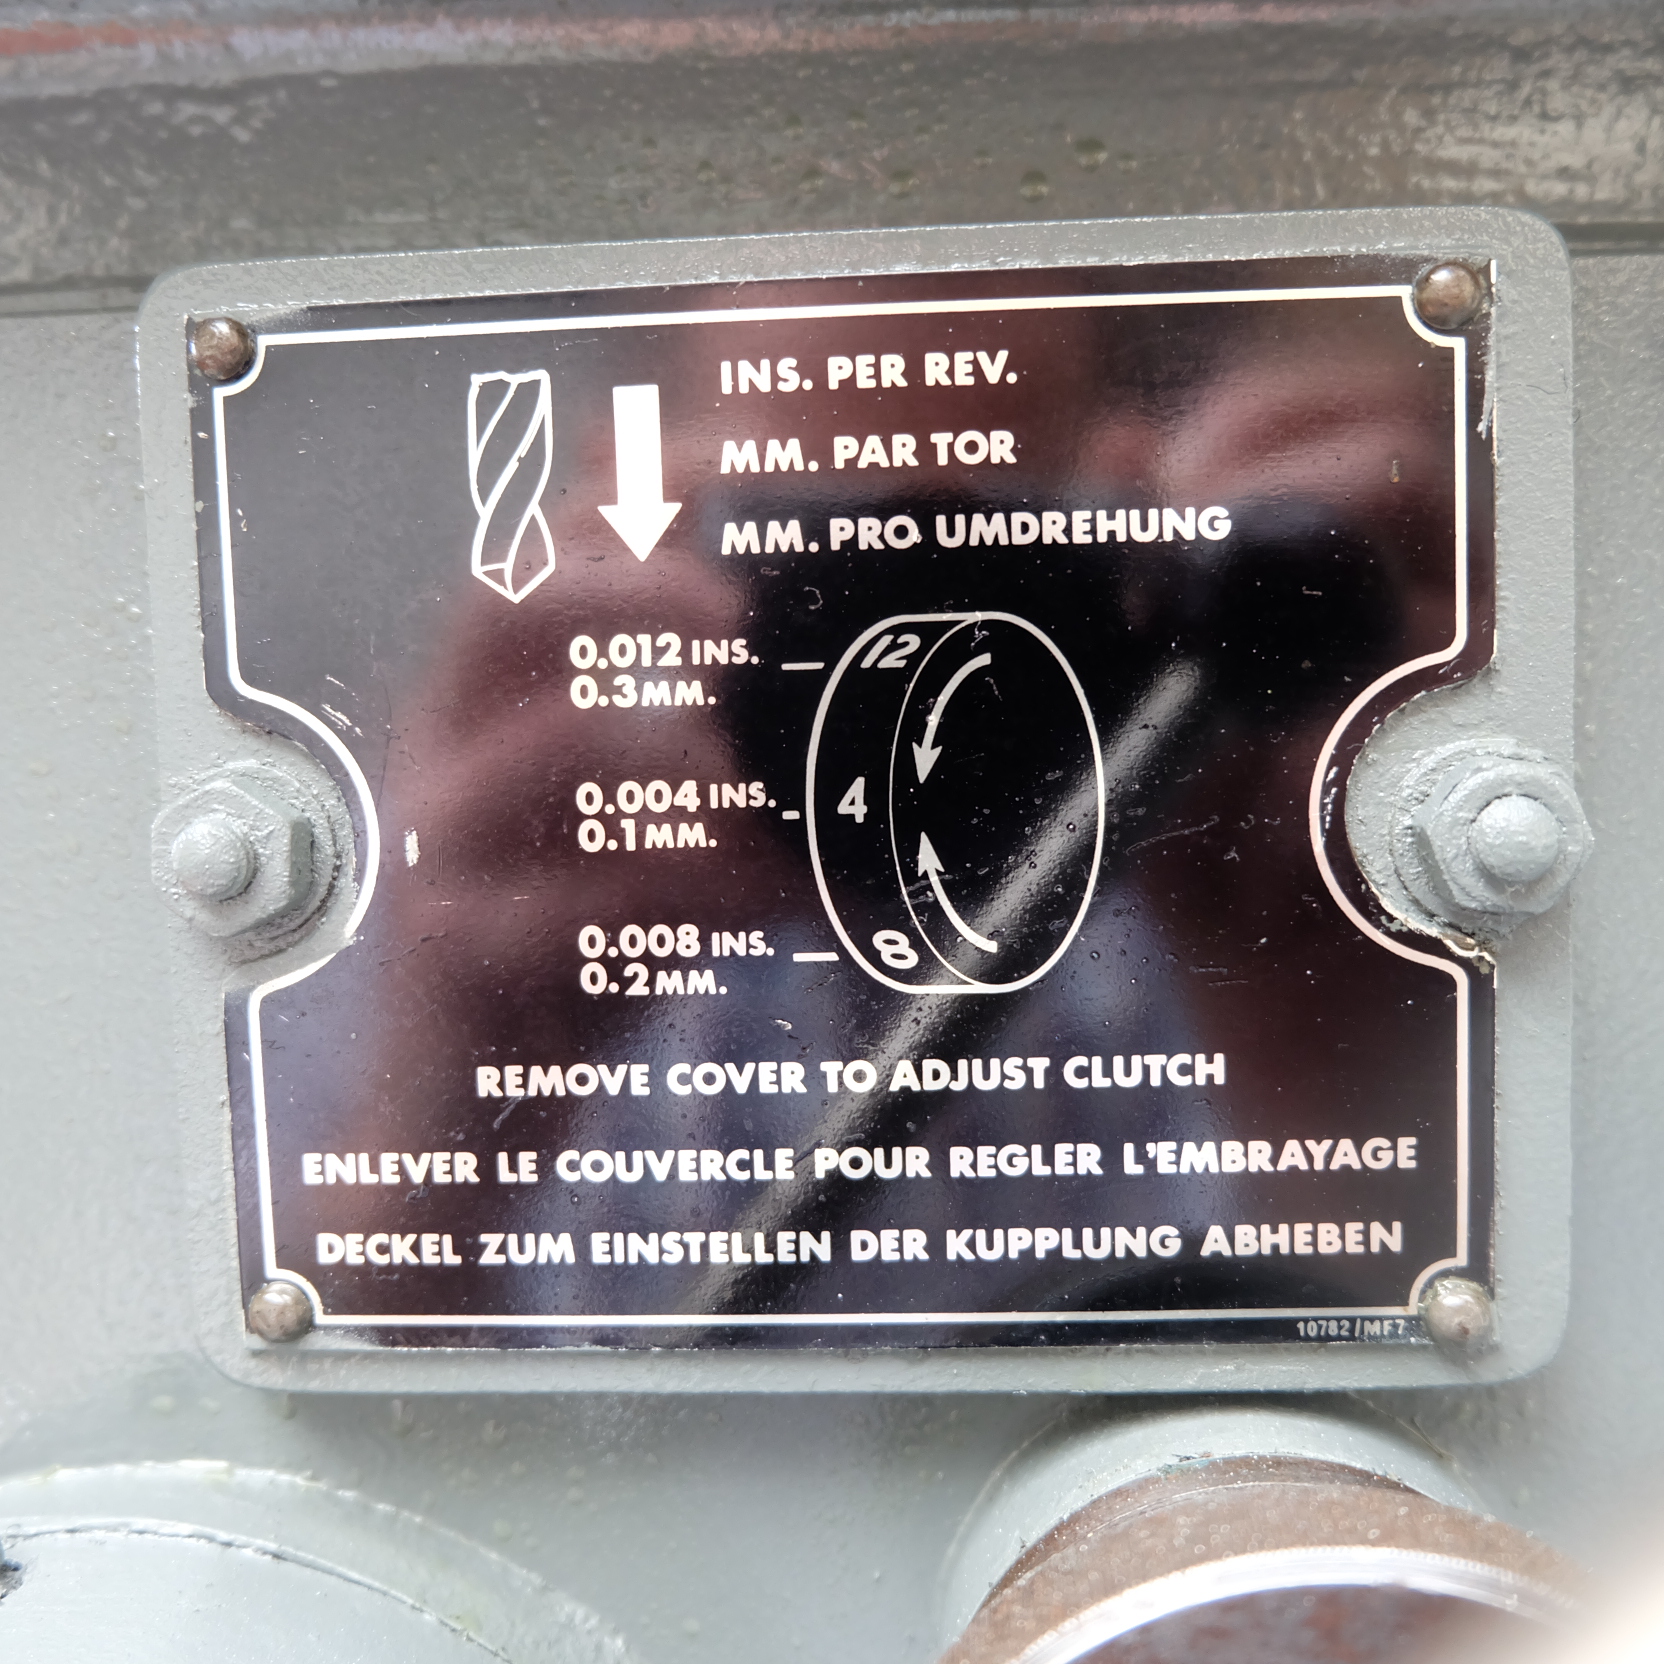 INS. PER REV.
MM. PAR TOR
MM. PRO UMDREHUNG
0.012 INS.
0.3MM.
12
0.004 INS.
0.1MM.
4
0.008 INS.
0.2MM.
8
REMOVE COVER TO ADJUST CLUTCH
ENLEVER LE COUVERCLE POUR REGLER L'EMBRAYAGE
DECKEL ZUM EINSTELLEN DER KUPPLUNG ABHEBEN
10782/MF7